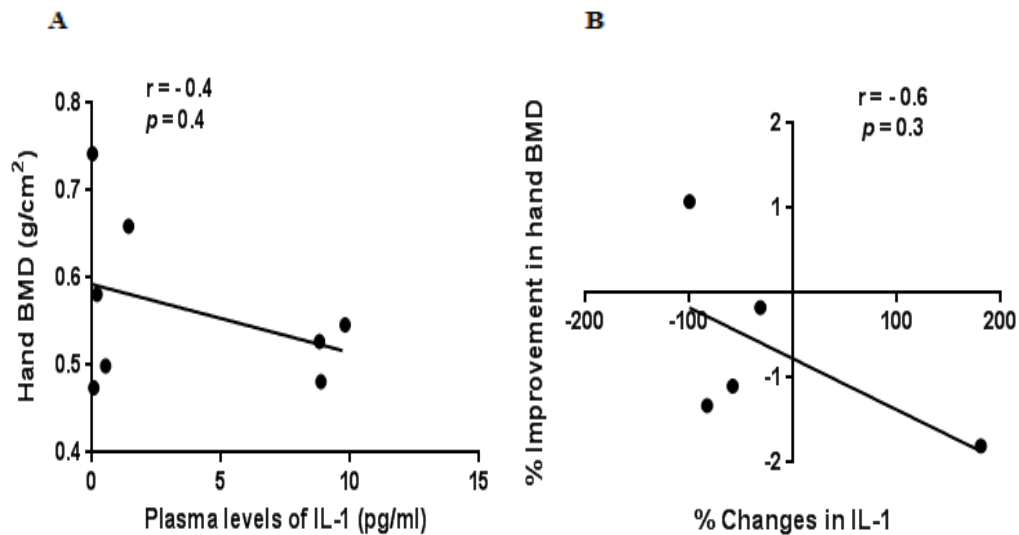 A
r = - 0.4
p = 0.4
Hand BMD (g/cm²)
0.8
0.7
0.6
0.5
0.4
0
5
10
15
Plasma levels of IL-1 (pg/ml)
B
r = - 0.6
p = 0.3
% Improvement in hand BMD
2
1
-1
-2
-200
-100
100
200
% Changes in IL-1